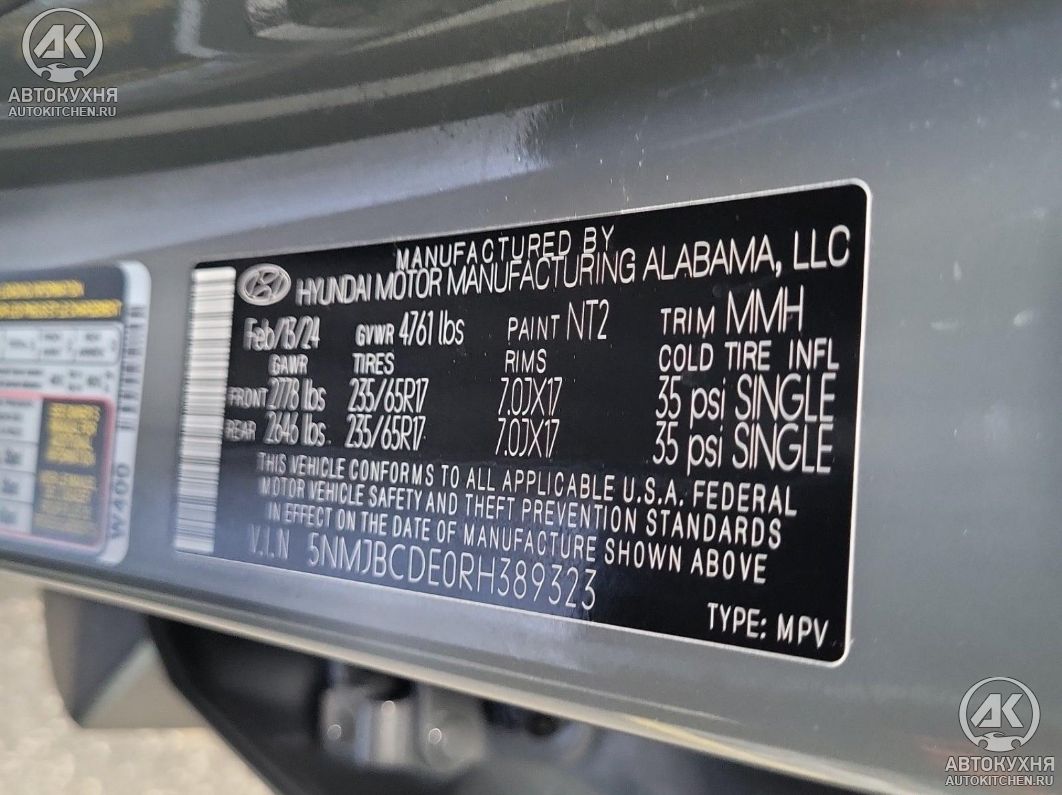 АВТОКУХНЯ
AUTOKITCHEN.RU
MANUFACTURED BY
HYUNDAI MOTOR MANUFACTURING ALABAMA, LLC
Feb/13/24 GVWR 4761 lbs PAINT NT2 TRIM MMH
GAWR TIRES RIMS COLD TIRE INFL
FRONT 2778 lbs 235/65R17 7.0JX17 35 psi SINGLE
REAR 2646 lbs 235/65R17 7.0JX17 35 psi SINGLE
THIS VEHICLE CONFORMS TO ALL APPLICABLE U.S.A. FEDERAL
MOTOR VEHICLE SAFETY AND THEFT PREVENTION STANDARDS
IN EFFECT ON THE DATE OF MANUFACTURE SHOWN ABOVE
V.I.N 5NMJBCDE0RH389323
TYPE: MPV
W400
АВТОКУХНЯ
AUTOKITCHEN.RU